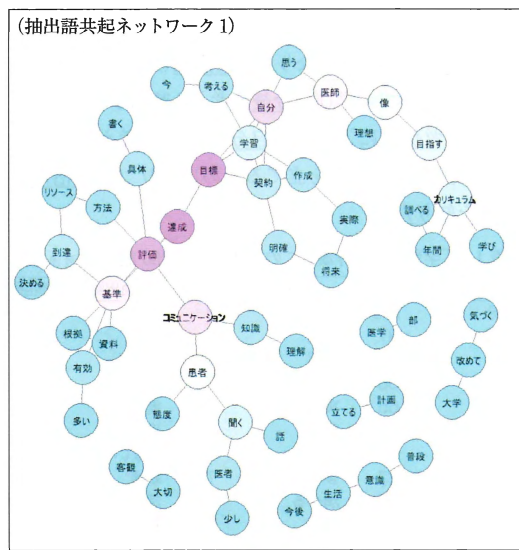 (抽出語共起ネットワーク1)
思う
今
考える
医師
像
自分
書く
理想
学習
目指す
具体
目標
契約
作成
カリキュラム
リソース
方法
調べる
実際
達成
年間
学び
到達
評価
明確
将来
決める
基準
コミュニケーション
気づく
根拠
資料
知識
医学
部
理解
改めて
有効
患者
計画
大学
多い
態度
聞く
立てる
話
普段
客観
医者
意識
大切
生活
少し
今後